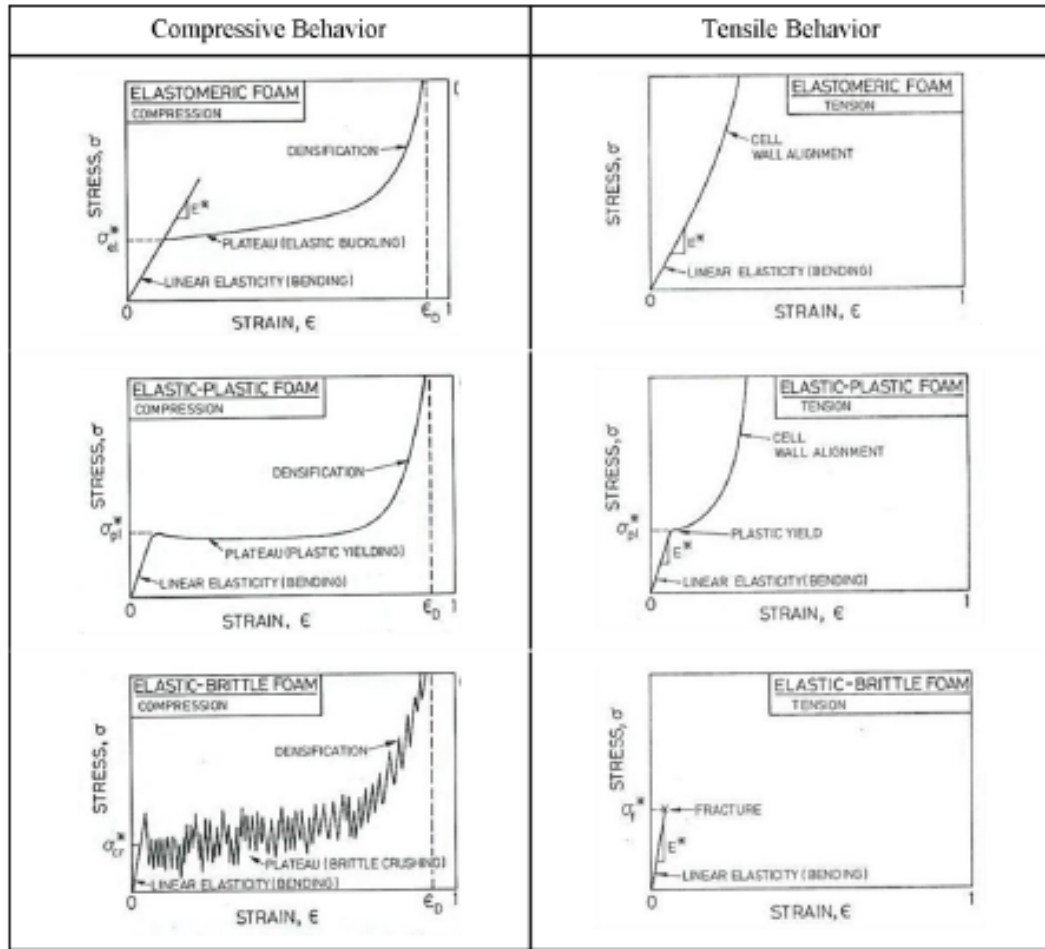 Compressive Behavior
Tensile Behavior
ELASTOMERIC FOAM
COMPRESSION
STRESS, σ
DENSIFICATION
E*
σ*el
PLATEAU (ELASTIC BUCKLING)
LINEAR ELASTICITY (BENDING)
0
ϵD
1
STRAIN, ϵ
ELASTOMERIC FOAM
TENSION
STRESS, σ
CELL
WALL ALIGNMENT
E*
LINEAR ELASTICITY (BENDING)
0
1
STRAIN, ϵ
ELASTIC-PLASTIC FOAM
COMPRESSION
STRESS, σ
DENSIFICATION
σ*pl
PLATEAU (PLASTIC YIELDING)
LINEAR ELASTICITY (BENDING)
0
ϵD
1
STRAIN, ϵ
ELASTIC-PLASTIC FOAM
TENSION
STRESS, σ
CELL
WALL ALIGNMENT
σ*pl
PLASTIC YIELD
E*
LINEAR ELASTICITY (BENDING)
0
1
STRAIN, ϵ
ELASTIC-BRITTLE FOAM
COMPRESSION
STRESS, σ
DENSIFICATION
σ*cr
PLATEAU (BRITTLE CRUSHING)
LINEAR ELASTICITY (BENDING)
0
ϵD
1
STRAIN, ϵ
ELASTIC-BRITTLE FOAM
TENSION
STRESS, σ
σ*f
FRACTURE
E*
LINEAR ELASTICITY (BENDING)
0
1
STRAIN, ϵ